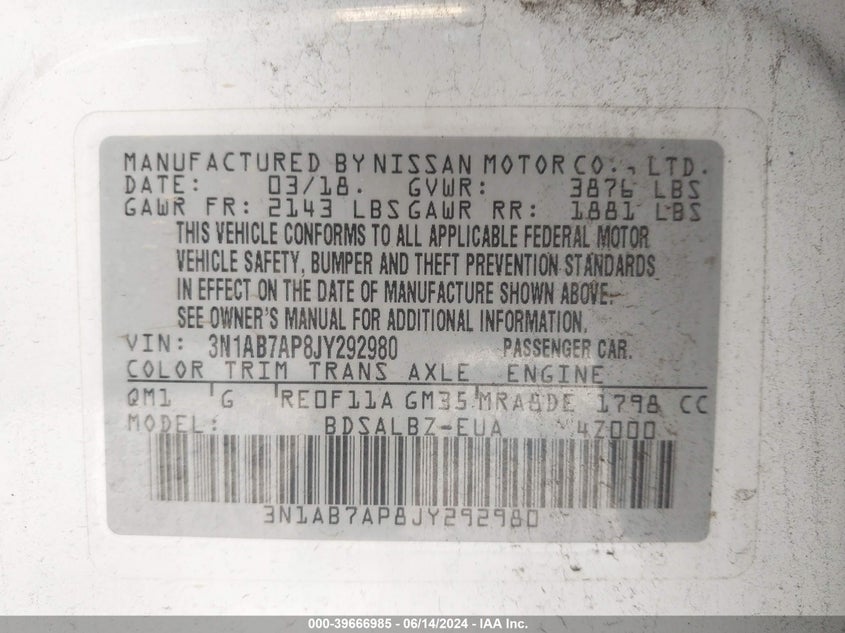 MANUFACTURED BY NISSAN MOTOR CO., LTD.
DATE: 03/18. GVWR: 3876 LBS
GAWR FR: 2143 LBS GAWR RR: 1881 LBS
THIS VEHICLE CONFORMS TO ALL APPLICABLE FEDERAL MOTOR
VEHICLE SAFETY, BUMPER AND THEFT PREVENTION STANDARDS
IN EFFECT ON THE DATE OF MANUFACTURE SHOWN ABOVE.
SEE OWNER'S MANUAL FOR ADDITIONAL INFORMATION.
VIN: 3N1AB7AP8JY292980 PASSENGER CAR.
COLOR TRIM TRANS AXLE ENGINE
QM1 G RE0F11A GM35 MRA8DE 1798 CC
MODEL: BDSALBZ-EUA 4Z000
3N1AB7AP8JY292980
000-39666985 - 06/14/2024 - IAA Inc.